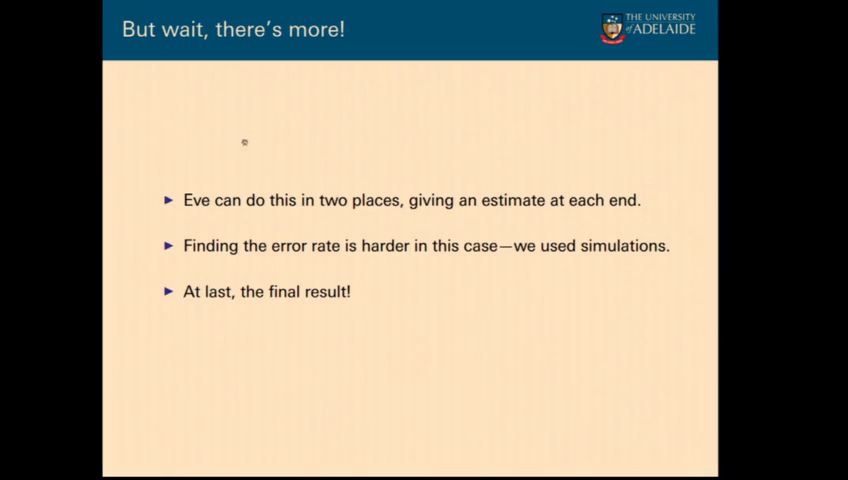 But wait, there's more!
THE UNIVERSITY
of ADELAIDE
Eve can do this in two places, giving an estimate at each end.
Finding the error rate is harder in this case—we used simulations.
At last, the final result!